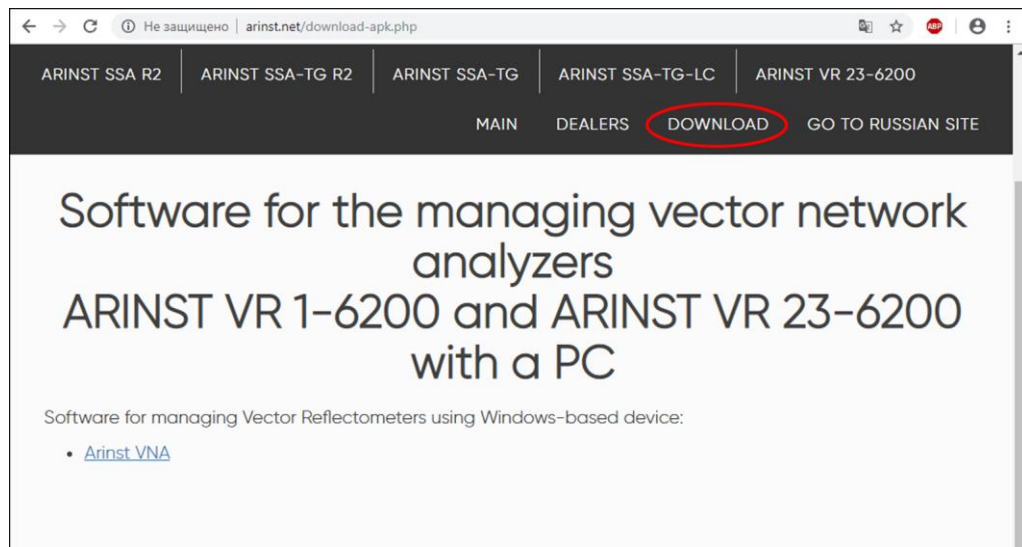 Не защищено | arinst.net/download-apk.php
ABP
ARINST SSA R2 ARINST SSA-TG R2 ARINST SSA-TG ARINST SSA-TG-LC ARINST VR 23-6200
MAIN DEALERS DOWNLOAD GO TO RUSSIAN SITE
Software for the managing vector network
analyzers
ARINST VR 1-6200 and ARINST VR 23-6200
with a PC
Software for managing Vector Reflectometers using Windows-based device:
• Arinst VNA